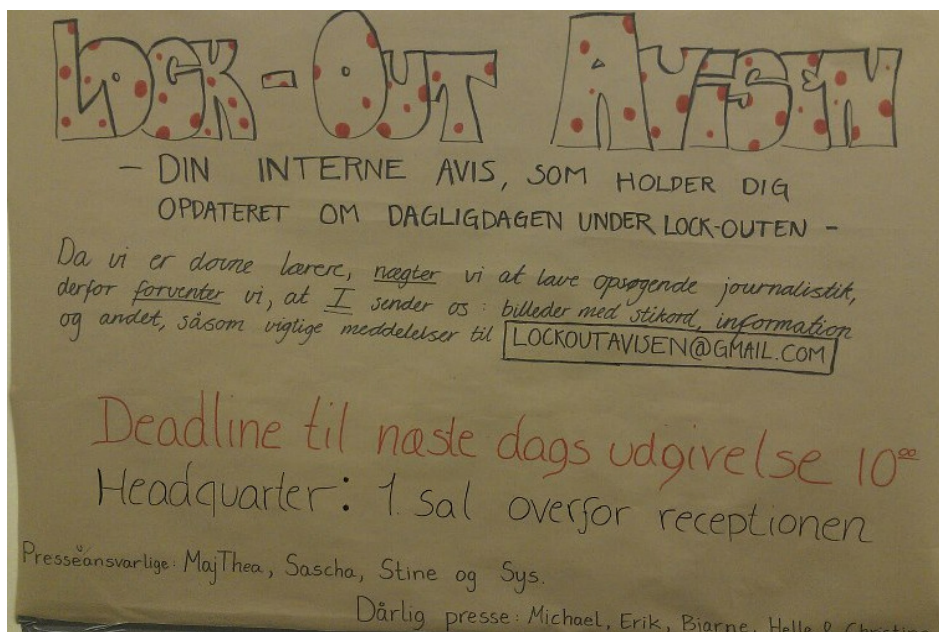 LOCK-OUT AVISEN
- DIN INTERNE AVIS, SOM HOLDER DIG
OPDATERET OM DAGLIGDAGEN UNDER LOCK-OUTEN -
Da vi er dovne lærere, nægter vi at lave opsøgende journalistik,
derfor forventer vi, at I sender os: billeder med stikord, information
og andet, såsom vigtige meddelelser til LOCKOUTAVISEN@GMAIL.COM
Deadline til næste dags udgivelse 10⁰⁰
Headquarter: 1. sal overfor receptionen
Presseansvarlige: MajThea, Sascha, Stine og Sys.
Dårlig presse: Michael, Erik, Bjarne, Helle &